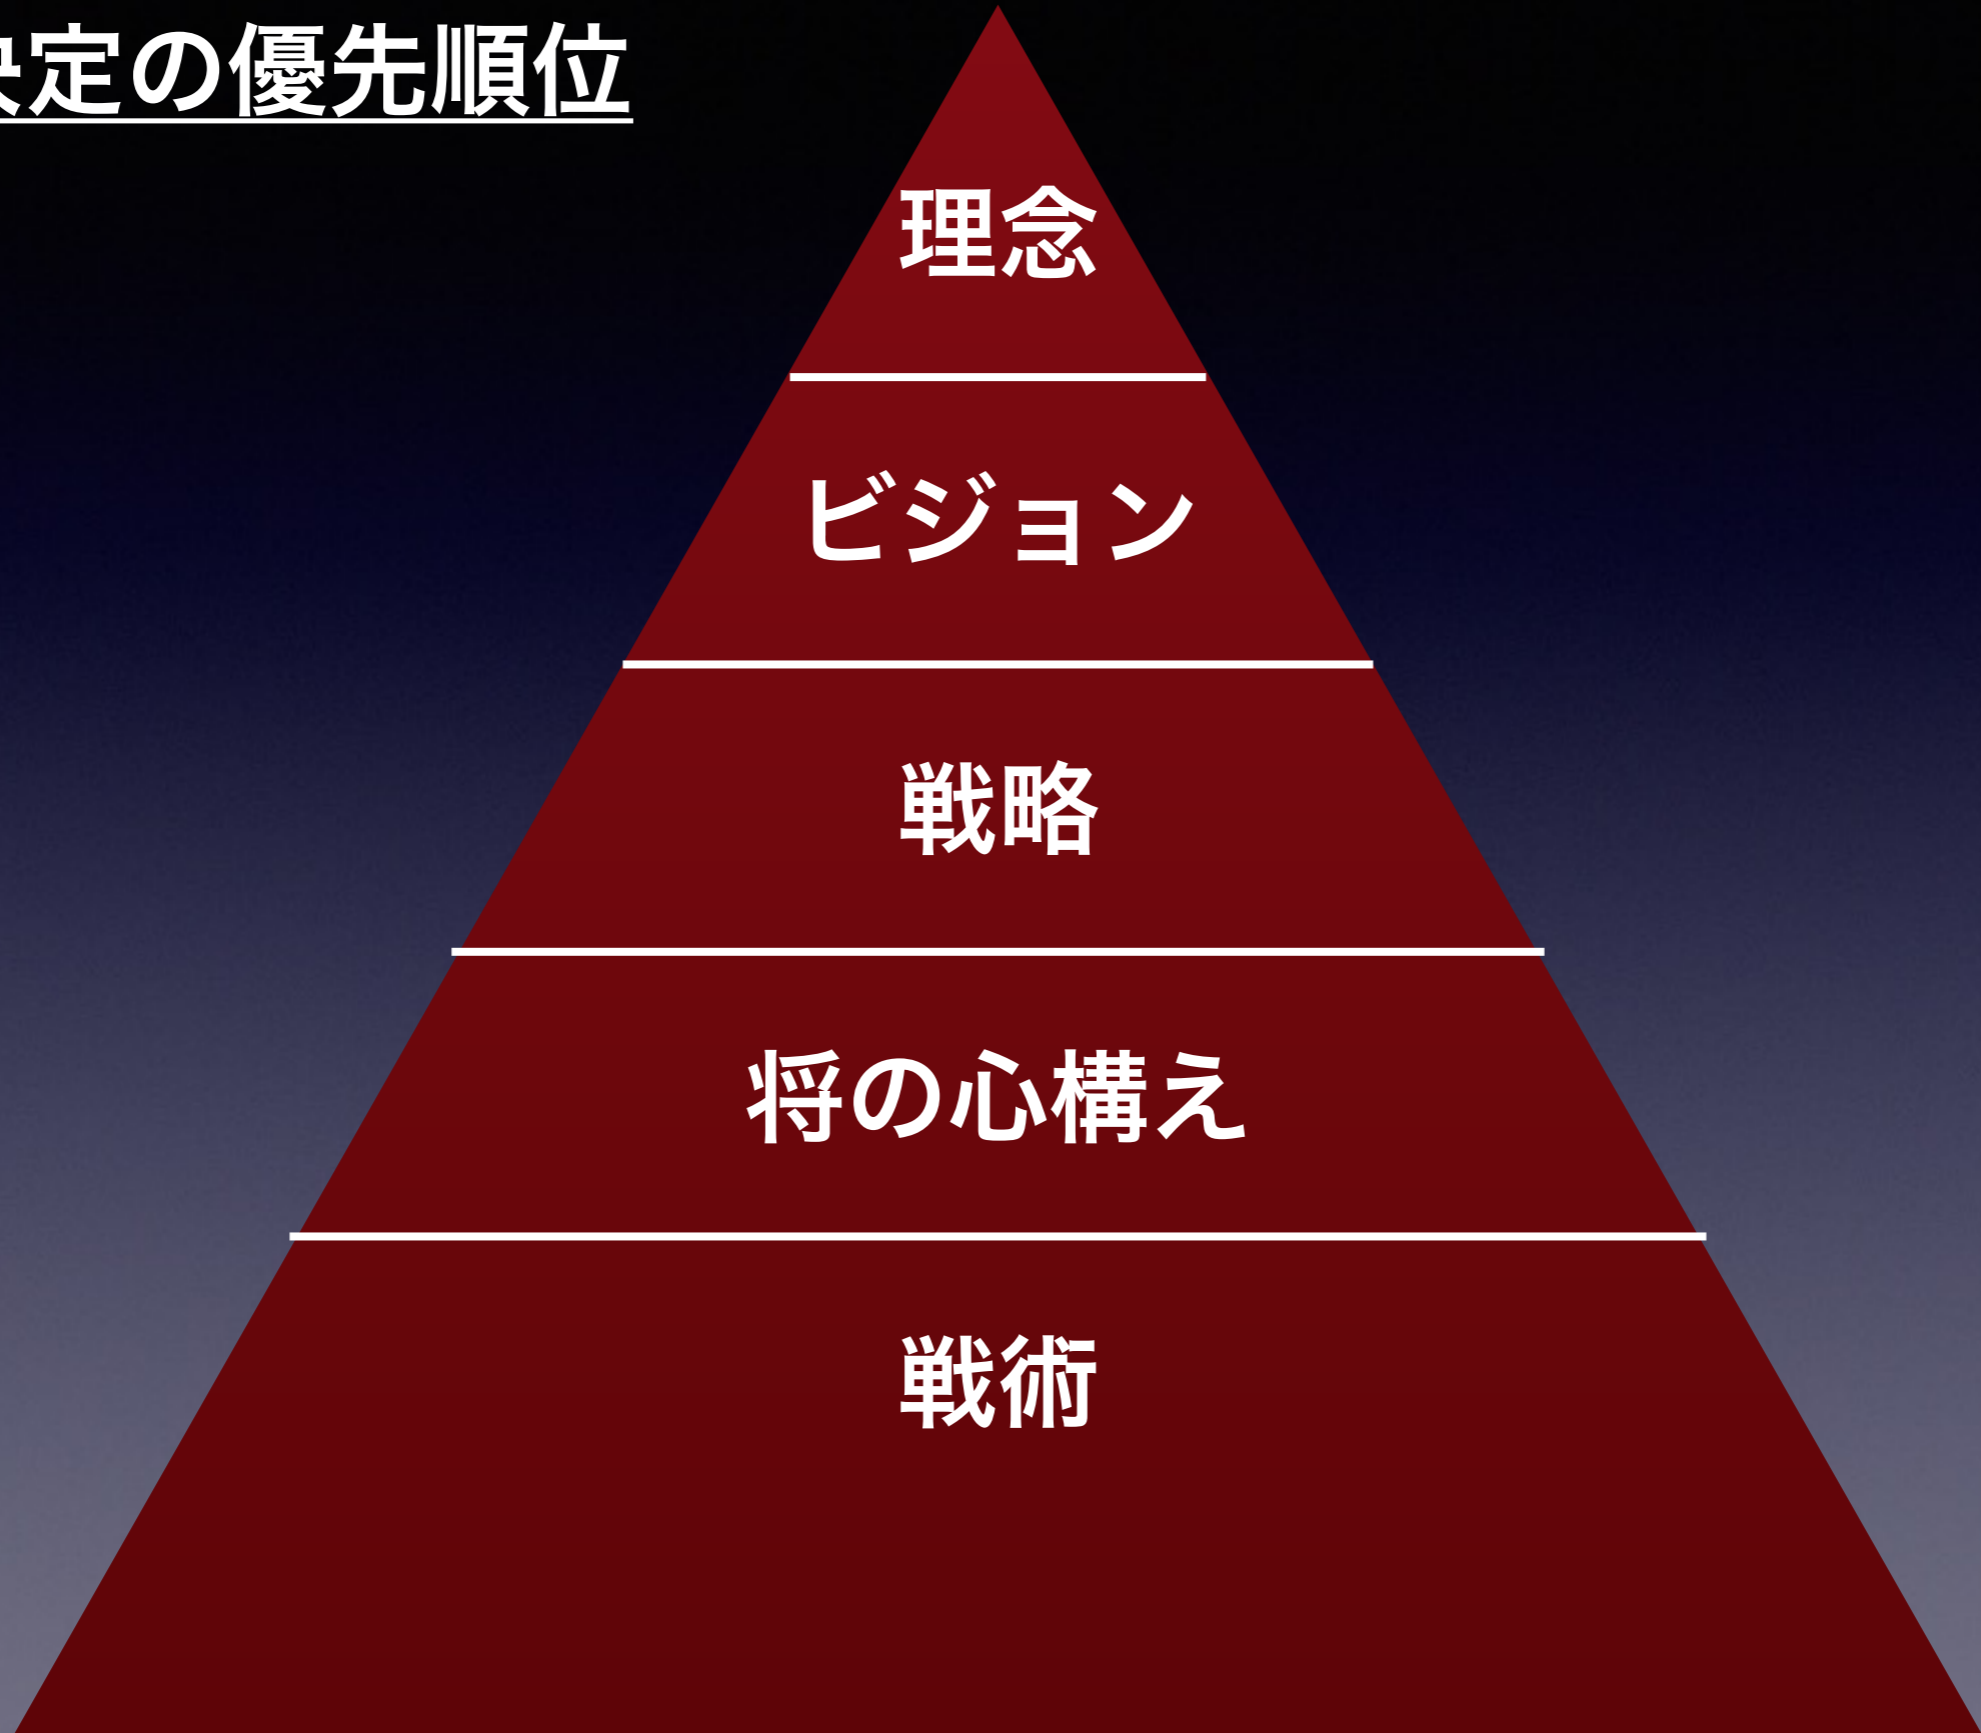 決定の優先順位
理念
ビジョン
戦略
将の心構え
戦術